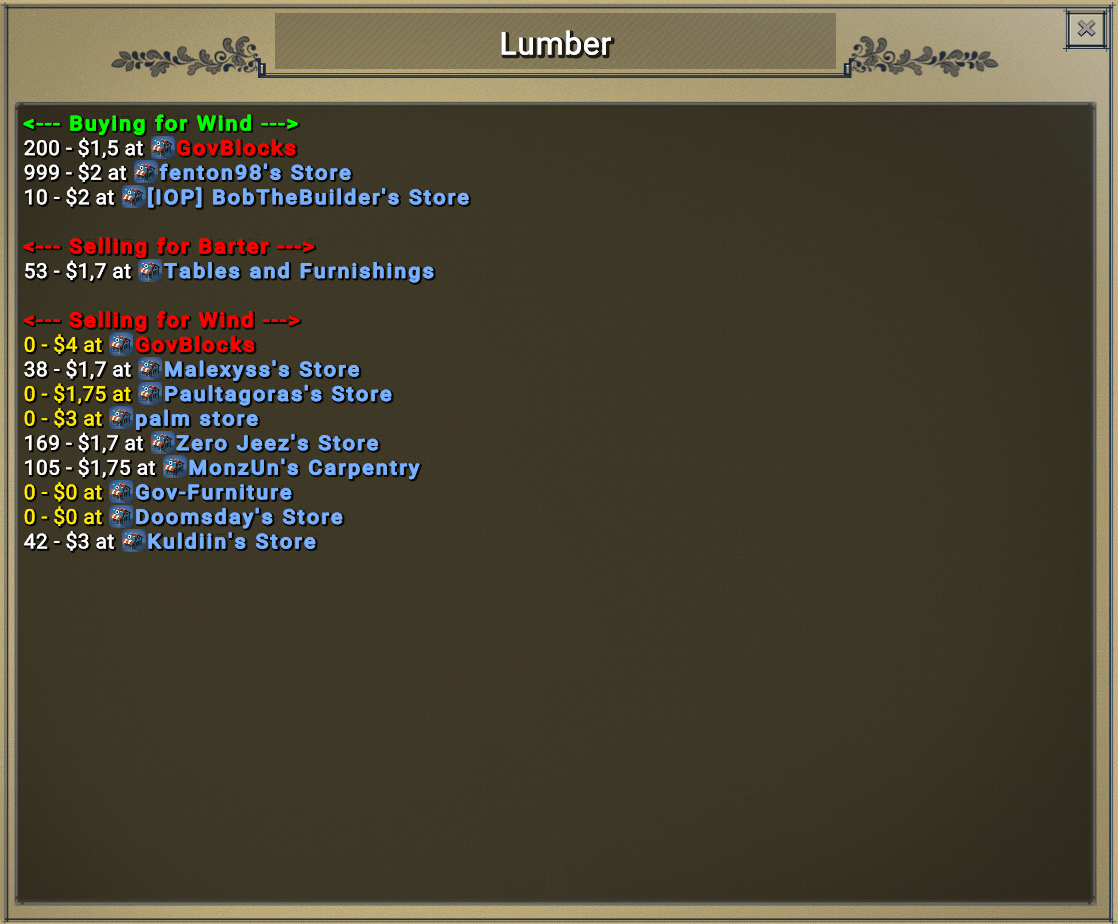 Lumber
<--- Buying for Wind --->
200 - $1,5 at GovBlocks
999 - $2 at fenton98's Store
10 - $2 at [IOP] BobTheBuilder's Store
<--- Selling for Barter --->
53 - $1,7 at Tables and Furnishings
<--- Selling for Wind --->
0 - $4 at GovBlocks
38 - $1,7 at Malexyss's Store
0 - $1,75 at Paultagoras's Store
0 - $3 at palm store
169 - $1,7 at Zero Jeez's Store
105 - $1,75 at MonzUn's Carpentry
0 - $0 at Gov-Furniture
0 - $0 at Doomsday's Store
42 - $3 at Kuldiin's Store